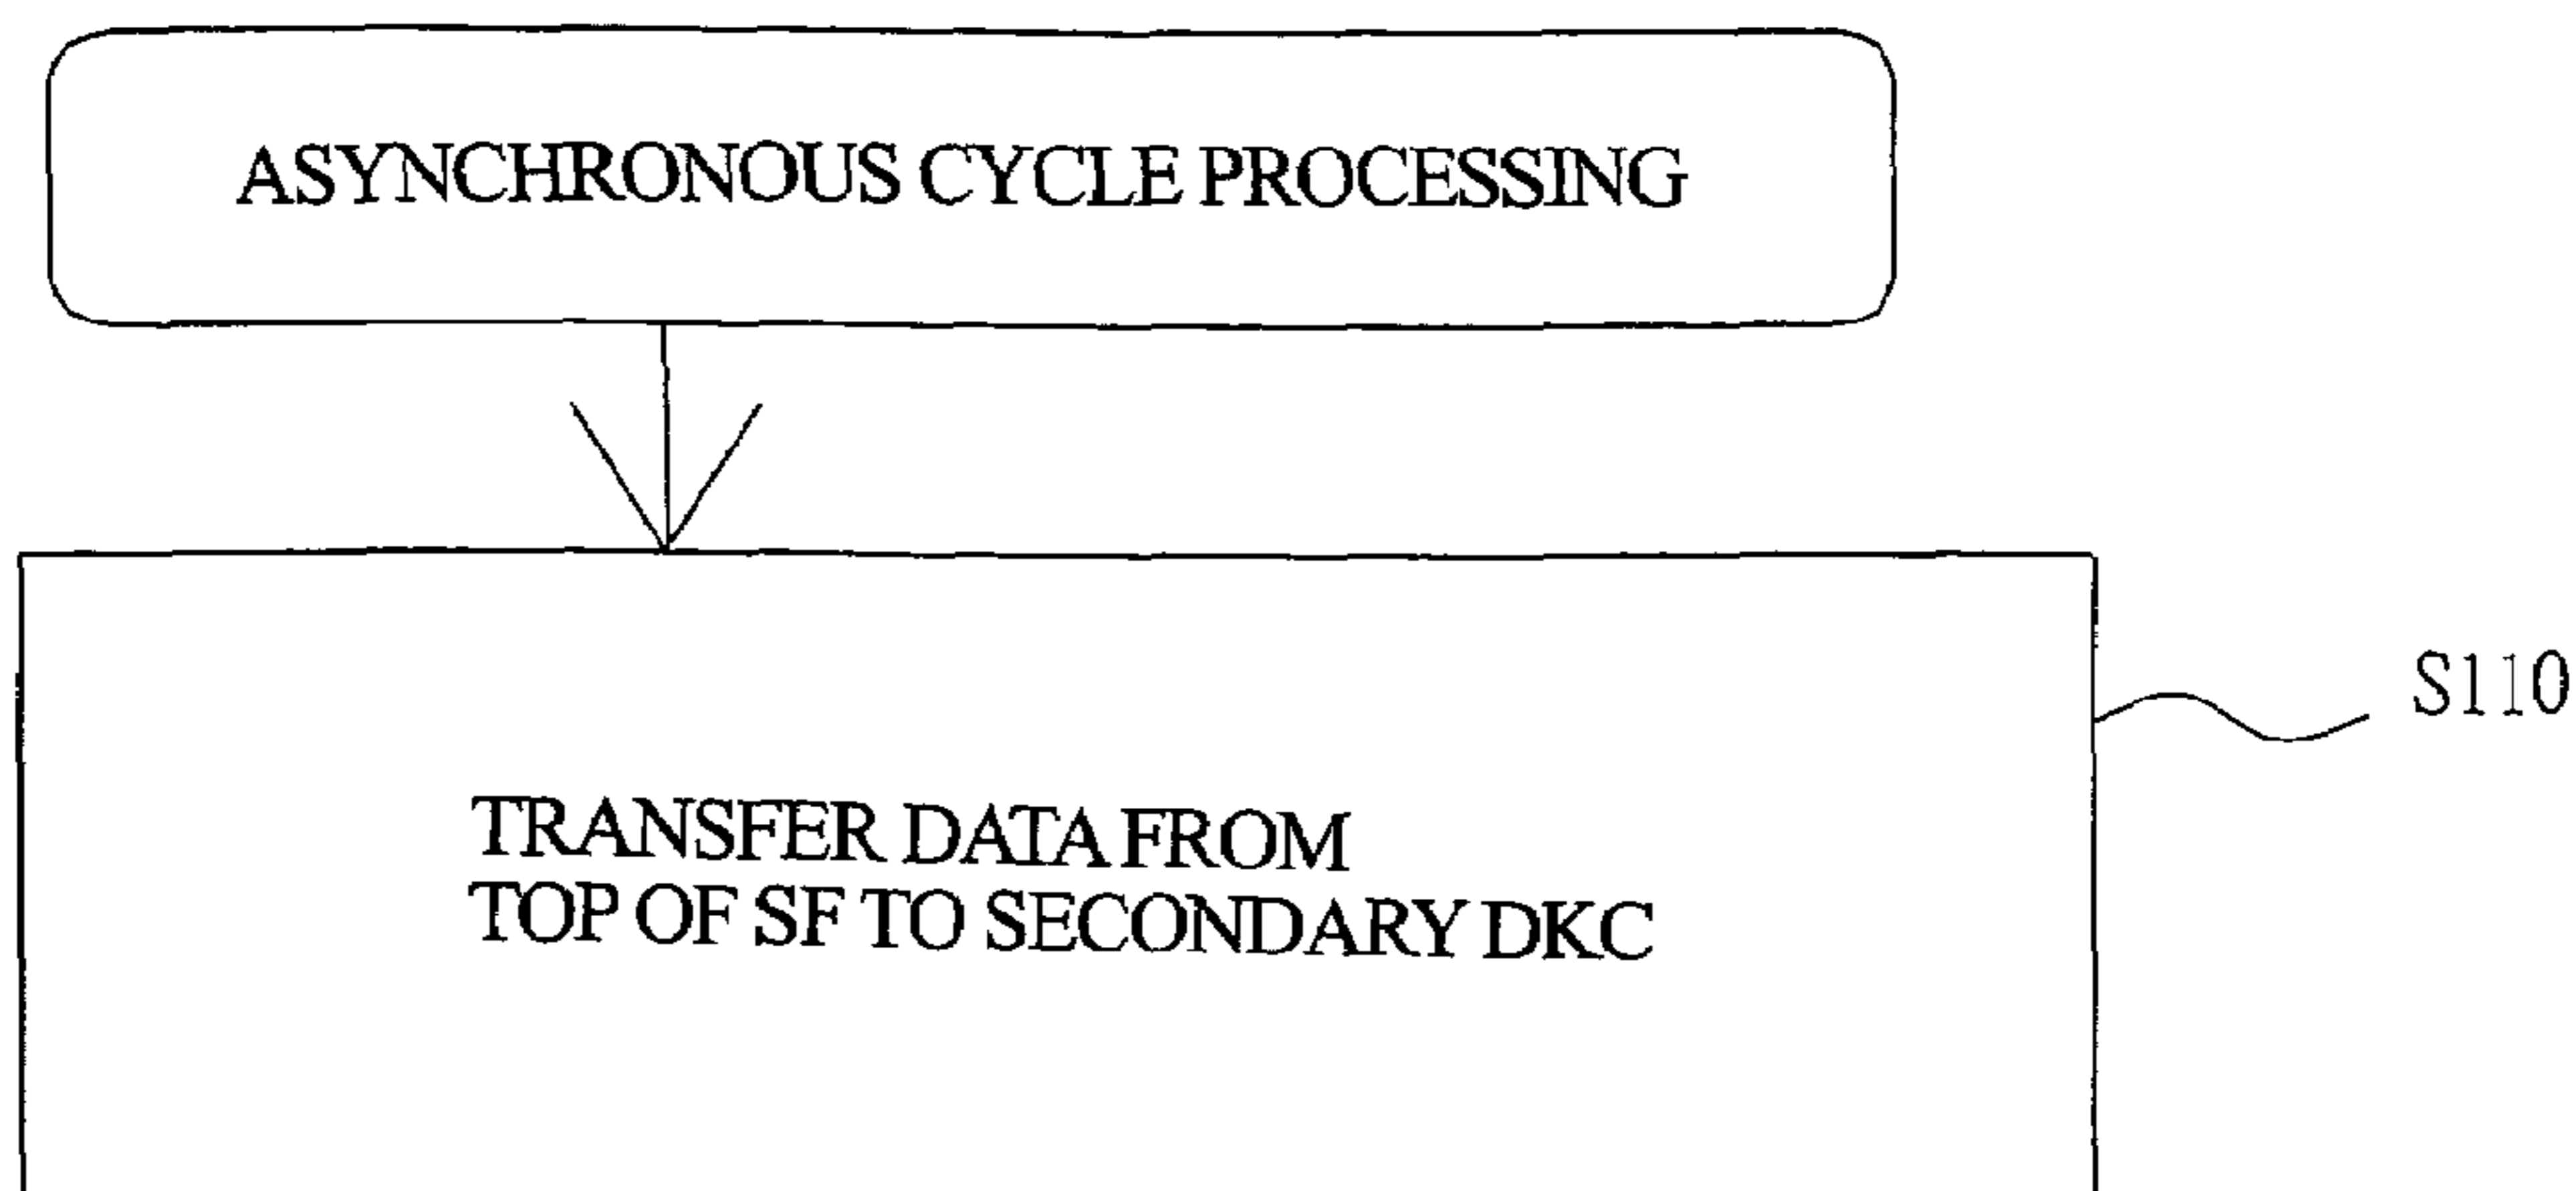 ASYNCHRONOUS CYCLE PROCESSING
S110
TRANSFER DATA FROM
TOP OF SF TO SECONDARY DKC